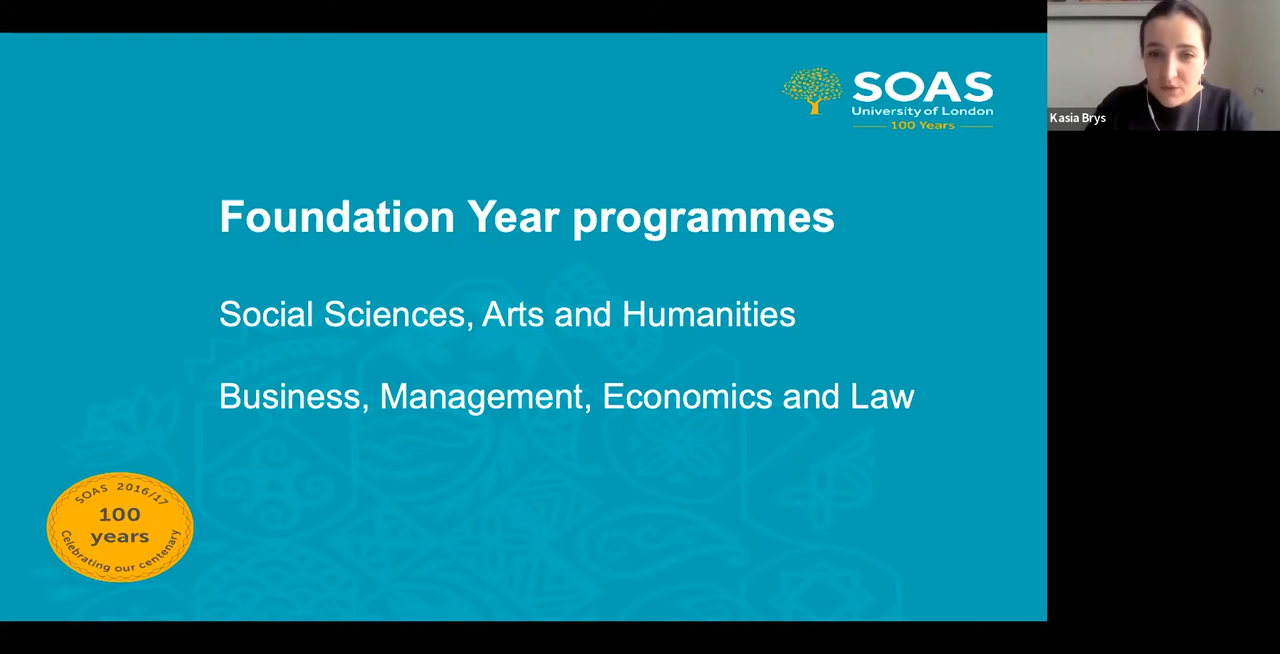 SOAS
University of London
100 Years
Kasia Brys
Foundation Year programmes
Social Sciences, Arts and Humanities
Business, Management, Economics and Law
SOAS 2016/17
100
years
Celebrating our centenary